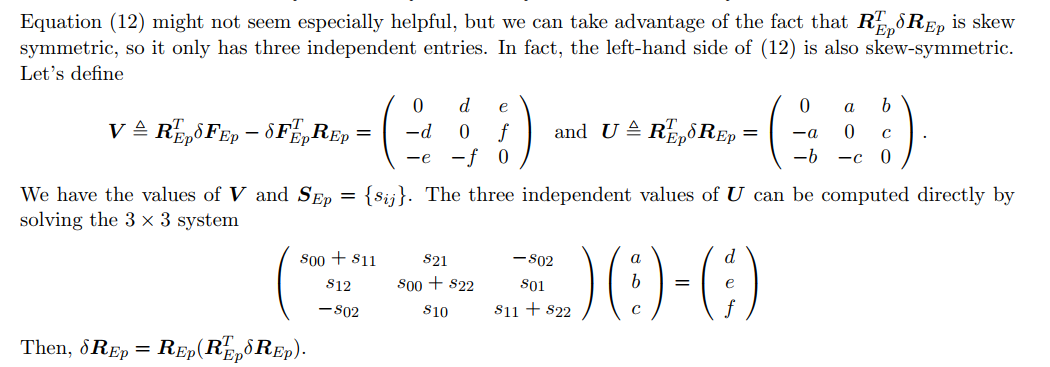 Equation (12) might not seem especially helpful, but we can take advantage of the fact that $\boldsymbol{R}_{Ep}^T \delta \boldsymbol{R}_{Ep}$ is skew
symmetric, so it only has three independent entries. In fact, the left-hand side of (12) is also skew-symmetric.
Let's define
$$\boldsymbol{V} \triangleq \boldsymbol{R}_{Ep}^T \delta \boldsymbol{F}_{Ep} - \delta \boldsymbol{F}_{Ep}^T \boldsymbol{R}_{Ep} = \begin{pmatrix} 0 & d & e \\ -d & 0 & f \\ -e & -f & 0 \end{pmatrix} \text{ and } \boldsymbol{U} \triangleq \boldsymbol{R}_{Ep}^T \delta \boldsymbol{R}_{Ep} = \begin{pmatrix} 0 & a & b \\ -a & 0 & c \\ -b & -c & 0 \end{pmatrix}.$$
We have the values of $\boldsymbol{V}$ and $\boldsymbol{S}_{Ep} = \{s_{ij}\}$. The three independent values of $\boldsymbol{U}$ can be computed directly by
solving the $3 \times 3$ system
$$\begin{pmatrix} s_{00} + s_{11} & s_{21} & -s_{02} \\ s_{12} & s_{00} + s_{22} & s_{01} \\ -s_{02} & s_{10} & s_{11} + s_{22} \end{pmatrix} \begin{pmatrix} a \\ b \\ c \end{pmatrix} = \begin{pmatrix} d \\ e \\ f \end{pmatrix}$$
Then, $\delta \boldsymbol{R}_{Ep} = \boldsymbol{R}_{Ep}(\boldsymbol{R}_{Ep}^T \delta \boldsymbol{R}_{Ep})$.